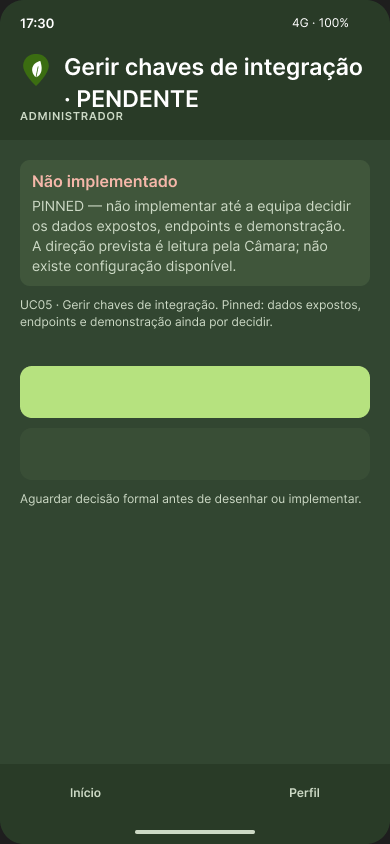 17:30
4G · 100%
Gerir chaves de integração
· PENDENTE
ADMINISTRADOR
Não implementado
PINNED — não implementar até a equipa decidir
os dados expostos, endpoints e demonstração.
A direção prevista é leitura pela Câmara; não
existe configuração disponível.
UC05 · Gerir chaves de integração. Pinned: dados expostos,
endpoints e demonstração ainda por decidir.
Aguardar decisão formal antes de desenhar ou implementar.
Início
Perfil